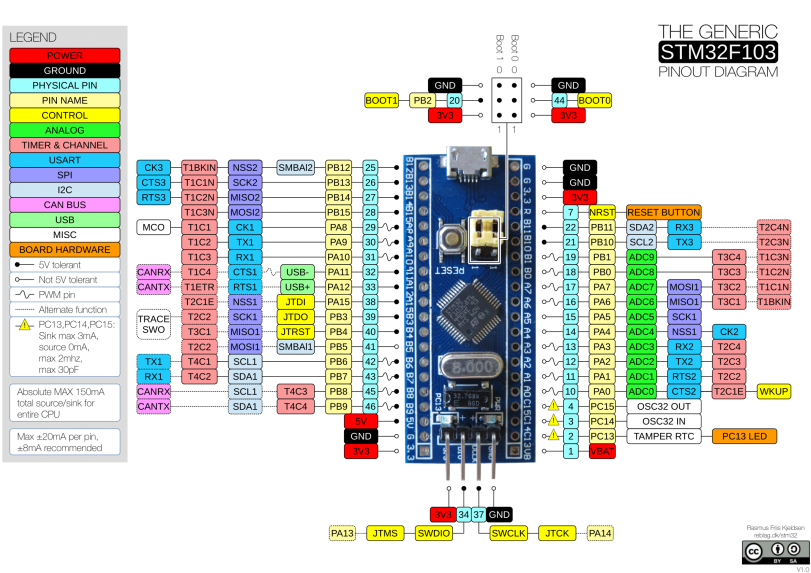 LEGEND
POWER
GROUND
PHYSICAL PIN
PIN NAME
CONTROL
ANALOG
TIMER & CHANNEL
USART
SPI
I2C
CAN BUS
USB
MISC
BOARD HARDWARE
5V tolerant
Not 5V tolerant
PWM pin
Alternate function
PC13,PC14,PC15:
Sink max 3mA,
source 0mA,
max 2mhz,
max 30pF
Absolute MAX 150mA
total source/sink for
entire CPU
Max ±20mA per pin,
±8mA recommended
THE GENERIC
STM32F103
PINOUT DIAGRAM
Boot 1 0
Boot 0 0
GND GND
BOOT1 PB2 20 44 BOOT0
3V3 3V3
1 1
CK3 T1BKIN NSS2 SMBAI2 PB12 25
CTS3 T1C1N SCK2 PB13 26
RTS3 T1C2N MISO2 PB14 27
T1C3N MOSI2 PB15 28
MCO T1C1 CK1 PA8 29
T1C2 TX1 PA9 30
T1C3 RX1 PA10 31
CANRX T1C4 CTS1 USB- PA11 32
CANTX T1ETR RTS1 USB+ PA12 33
T2C1E NSS1 JTDI PA15 38
TRACE
SWO
T2C2 SCK1 JTDO PB3 39
T3C1 MISO1 JTRST PB4 40
T2C2 MOSI1 SMBAI1 PB5 41
TX1 T4C1 SCL1 PB6 42
RX1 T4C2 SDA1 PB7 43
CANRX SCL1 T4C3 PB8 45
CANTX SDA1 T4C4 PB9 46
5V
GND
3V3
GND
GND
3V3
7 NRST RESET BUTTON
22 PB11 SDA2 RX3 T2C4N
21 PB10 SCL2 TX3 T2C3N
19 PB1 ADC9 T3C4 T1C3N
18 PB0 ADC8 T3C3 T1C2N
17 PA7 ADC7 MOSI1 T3C2 T1C1N
16 PA6 ADC6 MISO1 T3C1 T1BKIN
15 PA5 ADC5 SCK1
14 PA4 ADC4 NSS1 CK2
13 PA3 ADC3 RX2 T2C4
12 PA2 ADC2 TX2 T2C3
11 PA1 ADC1 RTS2 T2C2
10 PA0 ADC0 CTS2 T2C1E WKUP
4 PC15 OSC32 OUT
3 PC14 OSC32 IN
2 PC13 TAMPER RTC PC13 LED
1 VBAT
RESET
8.000
PC13
PWR
3V3 34 37 GND
PA13 JTMS SWDIO SWCLK JTCK PA14
Rasmus Friis Kjeldsen
reblag.dk/stm32
cc BY SA
V1.0